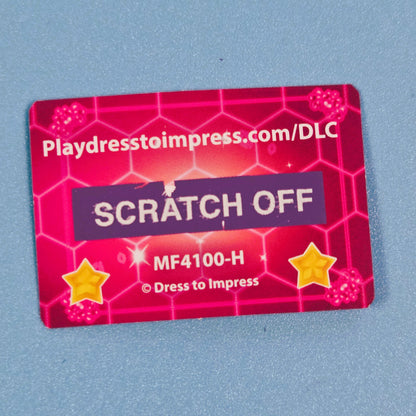 Playdresstoimpress.com/DLC
SCRATCH OFF
MF4100-H
© Dress to Impress